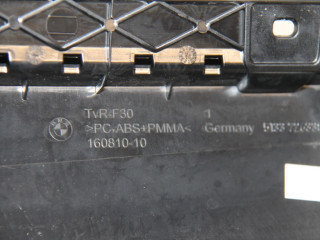 TvR:F30 1
>PC+ABS+PMMA< Germany
160810-10